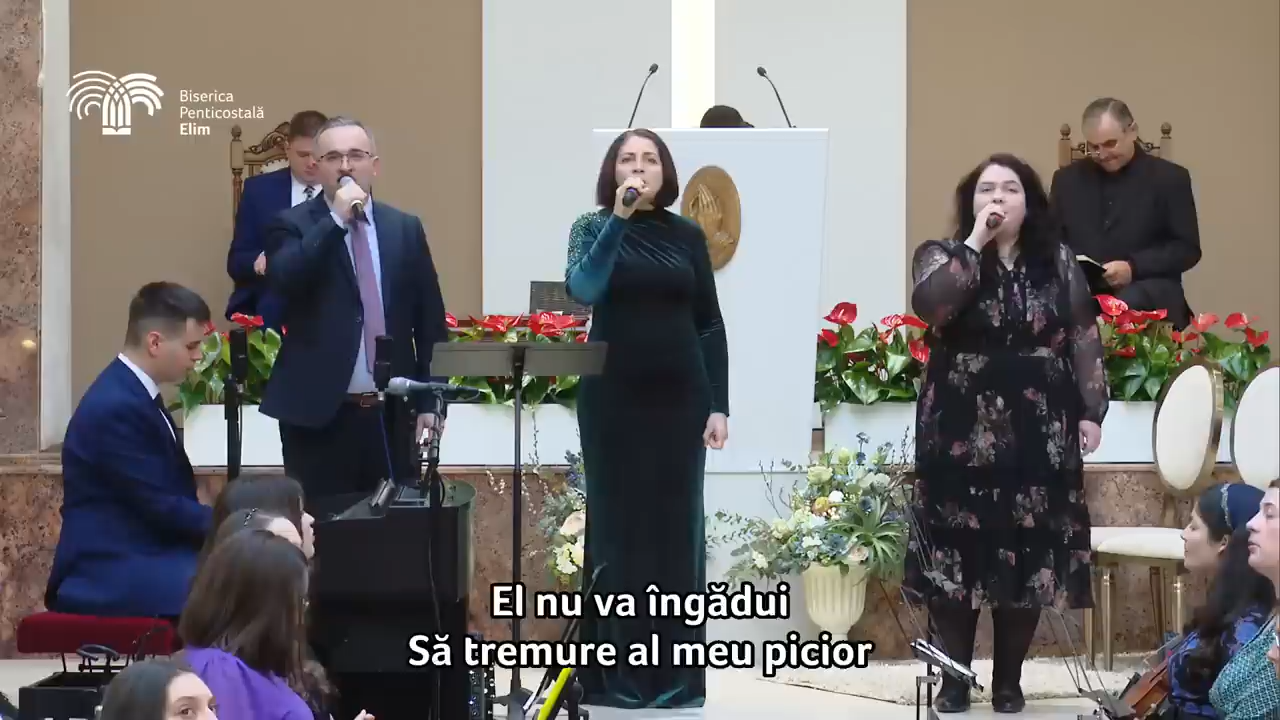 Biserica
Penticostală
Elim
El nu va îngădui
Să tremure al meu picior